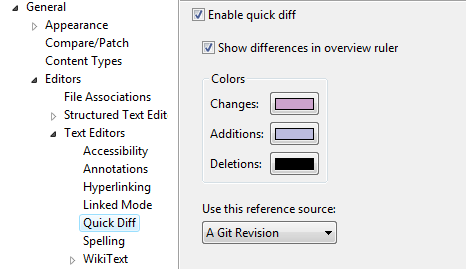 General
Appearance
Compare/Patch
Content Types
Editors
File Associations
Structured Text Edit
Text Editors
Accessibility
Annotations
Hyperlinking
Linked Mode
Quick Diff
Spelling
WikiText
Enable quick diff
Show differences in overview ruler
Colors
Changes:
Additions:
Deletions:
Use this reference source:
A Git Revision